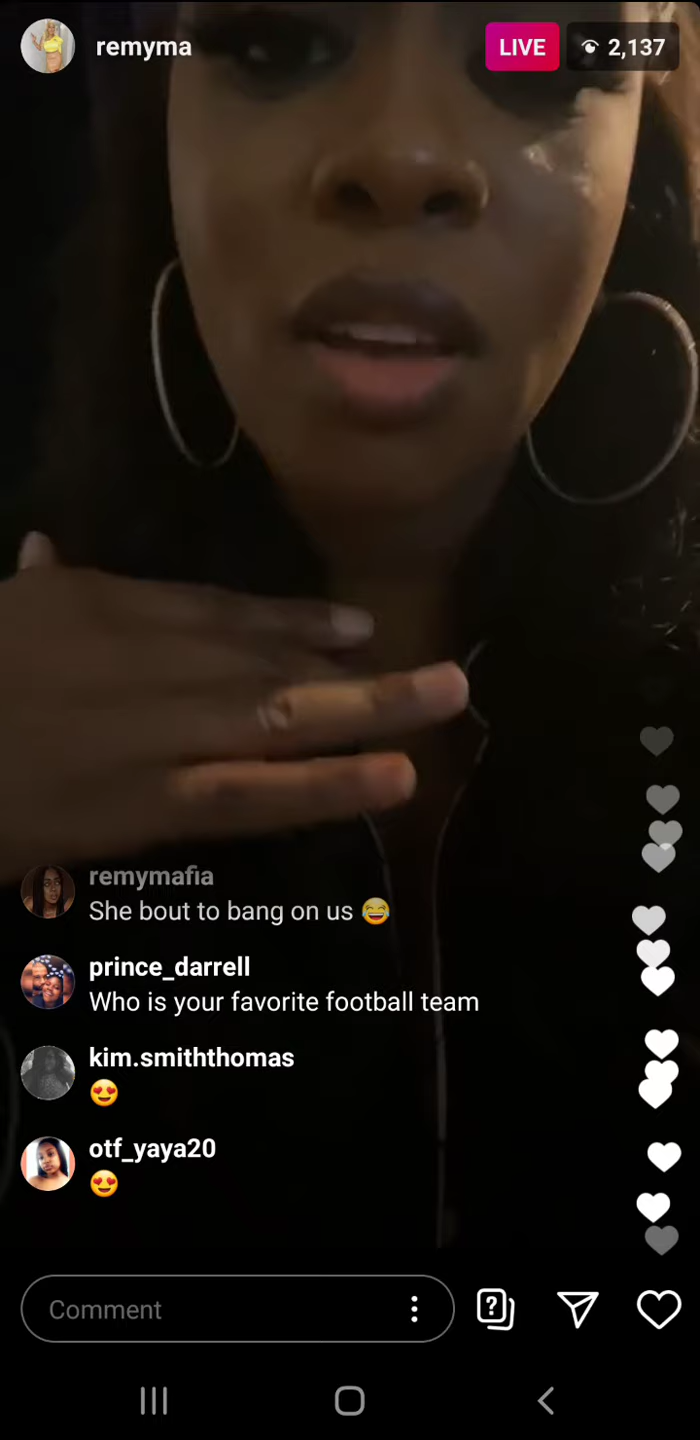 remyma
LIVE
2,137
remymafia
She bout to bang on us 😂
prince_darrell
Who is your favorite football team
kim.smiththomas
😍
otf_yaya20
😍
Comment
?